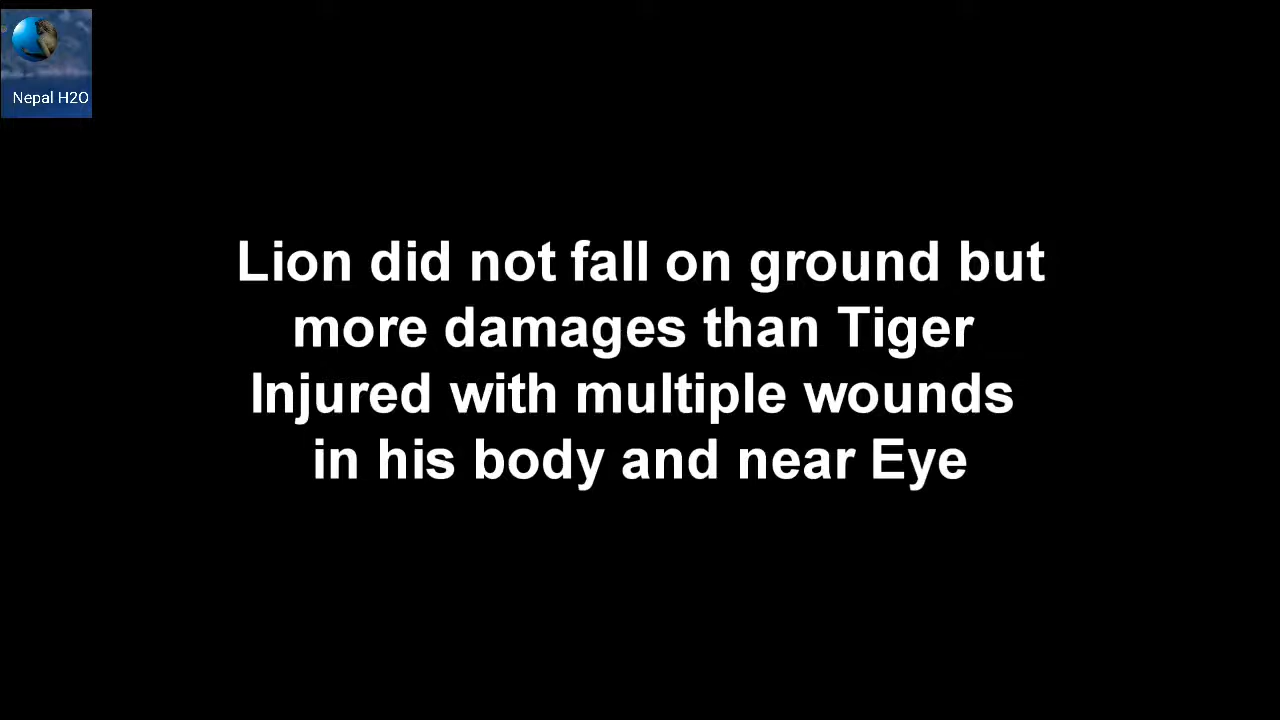 Nepal H2O
Lion did not fall on ground but
more damages than Tiger
Injured with multiple wounds
in his body and near Eye